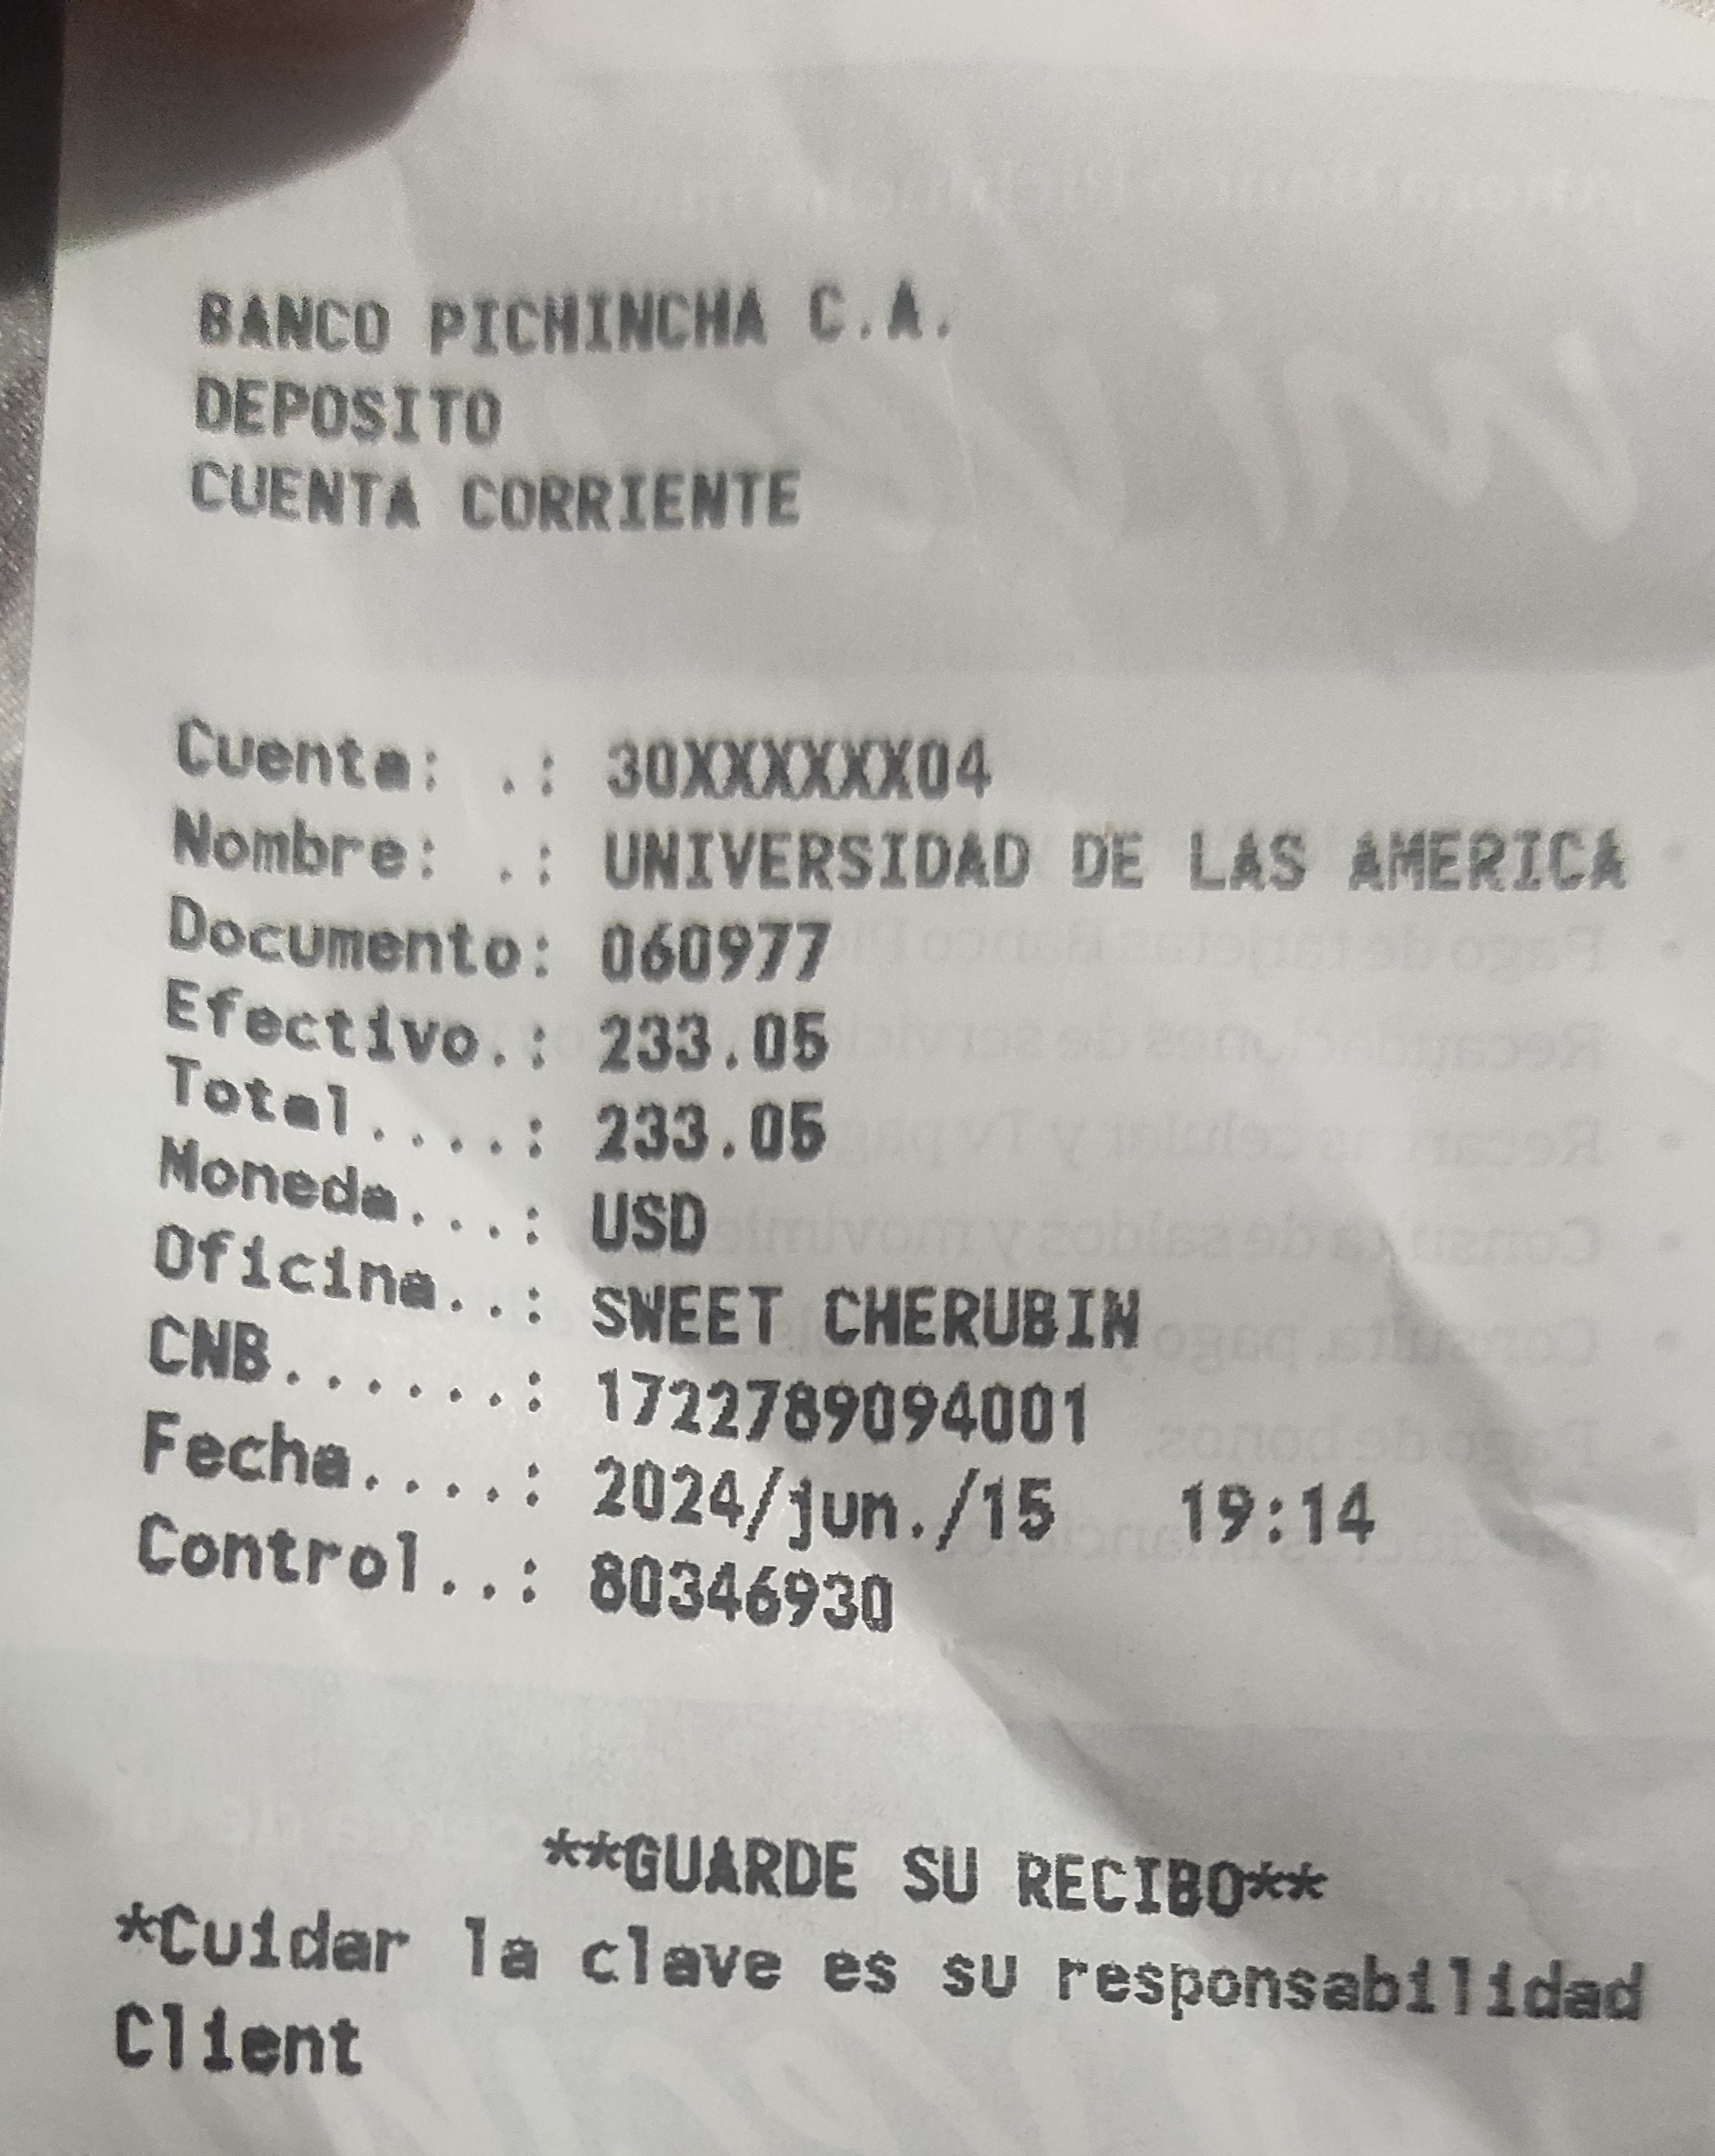 BANCO PICHINCHA C.A.
DEPOSITO
CUENTA CORRIENTE
Cuenta: .: 30XXXXXXX04
Nombre: .: UNIVERSIDAD DE LAS AMERICA
Documento: 060977
Efectivo.: 233.05
Total....: 233.05
Moneda...: USD
Oficina..: SWEET CHERUBIN
CNB......: 1722789094001
Fecha....: 2024/jun./15 19:14
Control..: 80346930
**GUARDE SU RECIBO**
*Cuidar la clave es su responsabilidad
Client